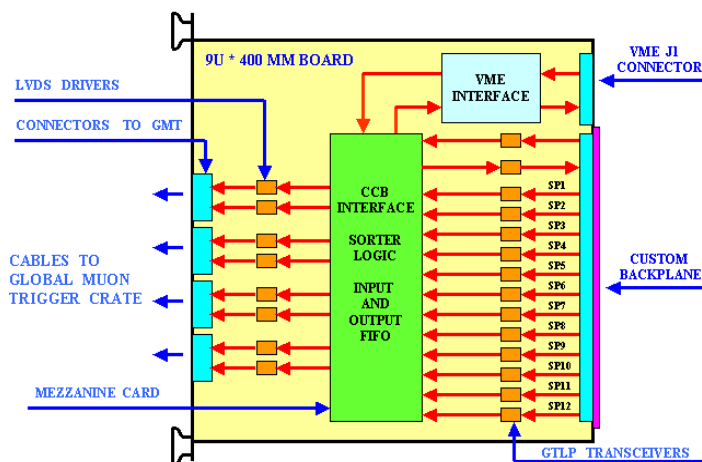 9U * 400 MM BOARD
VME J1
CONNECTOR
LVDS DRIVERS
VME
INTERFACE
CONNECTORS TO GMT
CCB
INTERFACE
SORTER
LOGIC
INPUT
AND
OUTPUT
FIFO
SP1
SP2
SP3
SP4
SP5
SP6
SP7
SP8
SP9
SP10
SP11
SP12
CABLES TO
GLOBAL MUON
TRIGGER CRATE
CUSTOM
BACKPLANE
MEZZANINE CARD
GTLP TRANSCEIVERS